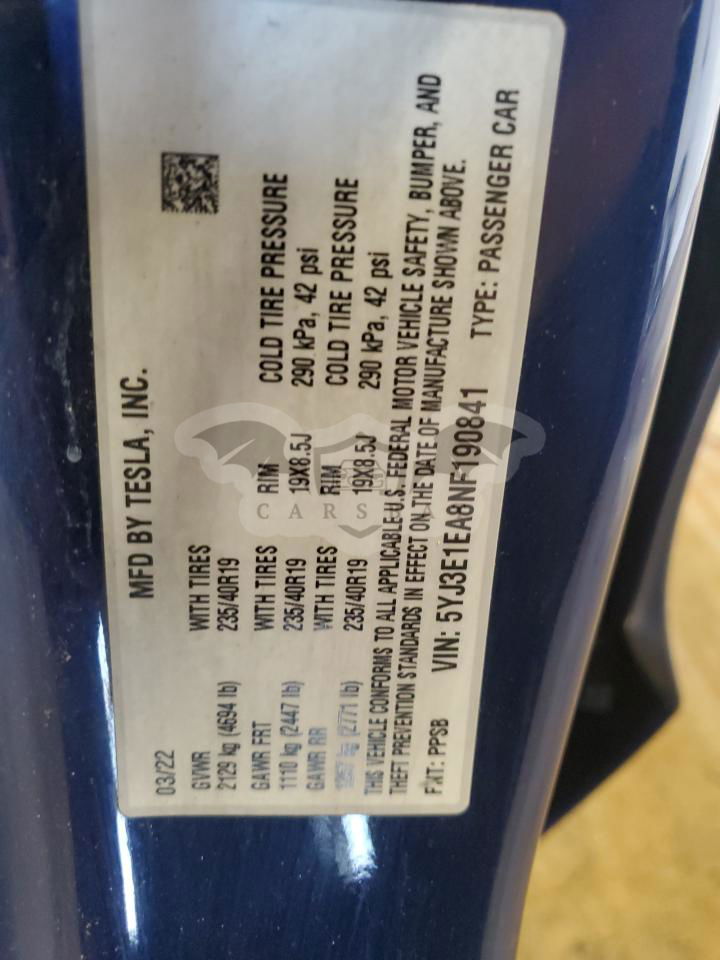 MFD BY TESLA, INC.
03/22
GVWR WITH TIRES
2129 kg (4694 lb) 235/40R19
GAWR FRT WITH TIRES RIM COLD TIRE PRESSURE
1110 kg (2447 lb) 235/40R19 19X8.5J 290 kPa, 42 psi
GAWR RR WITH TIRES RIM COLD TIRE PRESSURE
kg (2771 lb) 235/40R19 19X8.5J 290 kPa, 42 psi
THIS VEHICLE CONFORMS TO ALL APPLICABLE U.S. FEDERAL MOTOR VEHICLE SAFETY, BUMPER, AND
THEFT PREVENTION STANDARDS IN EFFECT ON THE DATE OF MANUFACTURE SHOWN ABOVE.
PNT: PPSB VIN: 5YJ3E1EA8NF190841 TYPE: PASSENGER CAR